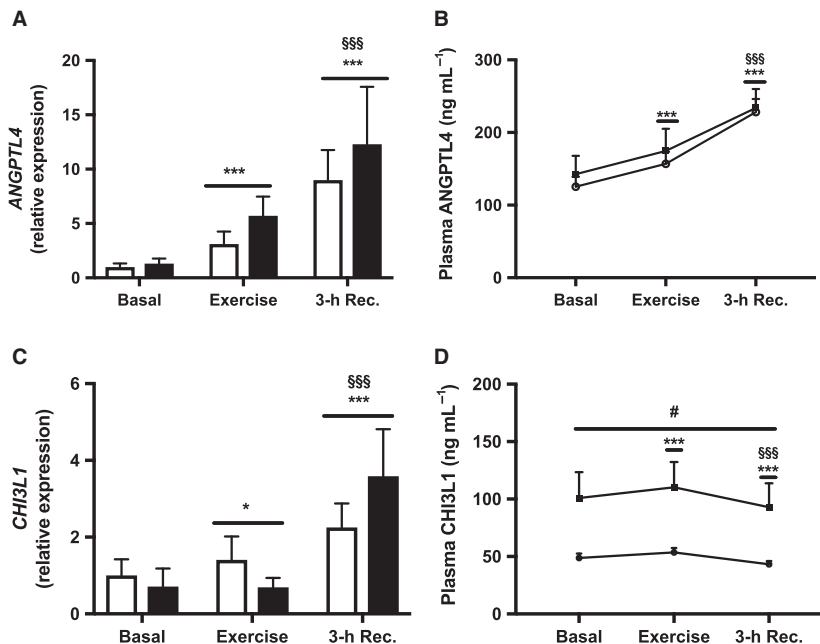 A
ANGPTL4
(relative expression)
20
15
10
5
0
***
§§§
***
Basal Exercise 3-h Rec.
B
Plasma ANGPTL4 (ng mL⁻¹)
300
200
100
0
***
§§§
***
Basal Exercise 3-h Rec.
C
CHI3L1
(relative expression)
6
4
2
0
*
§§§
***
Basal Exercise 3-h Rec.
D
Plasma CHI3L1 (ng mL⁻¹)
200
150
100
50
0
#
***
§§§
***
Basal Exercise 3-h Rec.